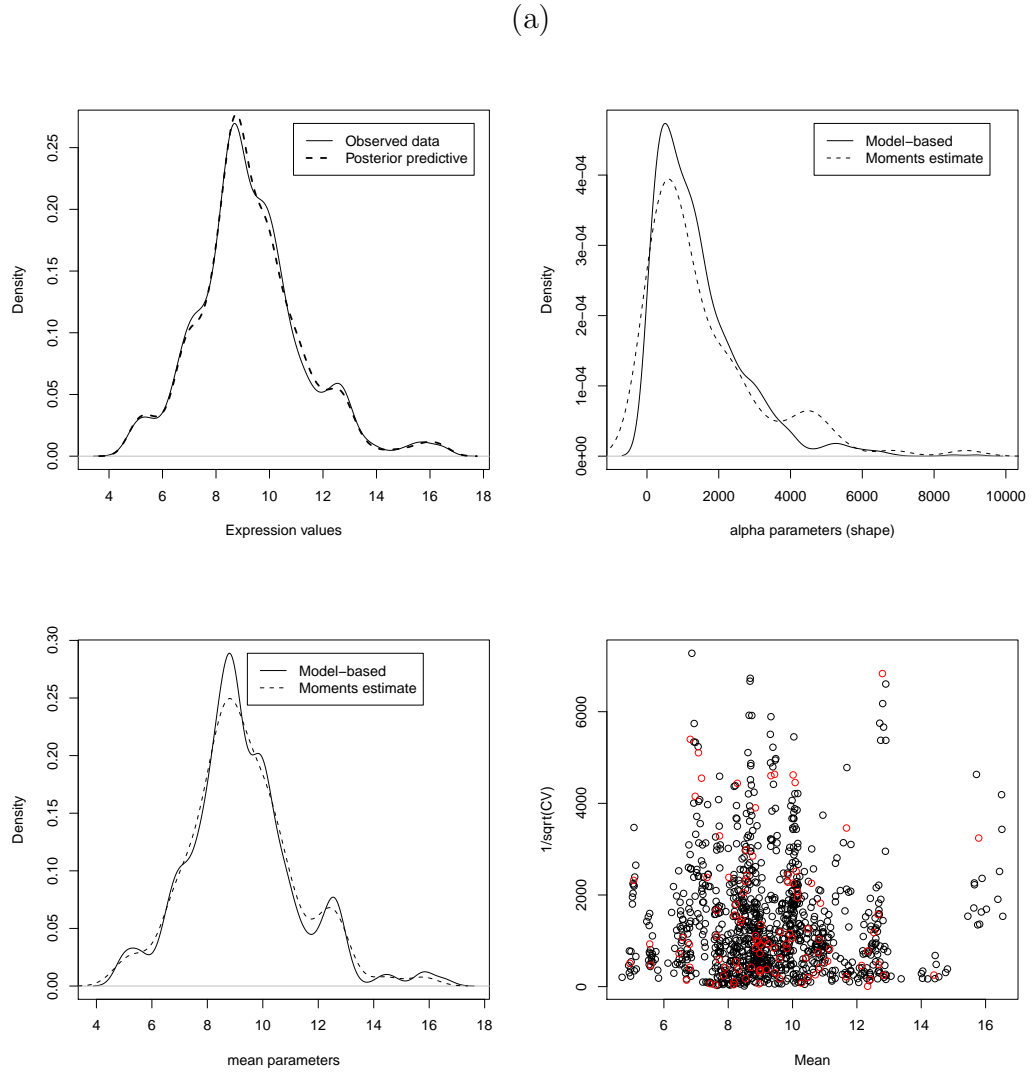 (a)
Observed data
Posterior predictive
0.00
0.05
0.10
0.15
0.20
0.25
Density
4
6
8
10
12
14
16
18
Expression values
Model−based
Moments estimate
0e+00
1e−04
2e−04
3e−04
4e−04
Density
0
2000
4000
6000
8000
10000
alpha parameters (shape)
Model−based
Moments estimate
0.00
0.05
0.10
0.15
0.20
0.25
0.30
Density
4
6
8
10
12
14
16
18
mean parameters
0
2000
4000
6000
1/sqrt(CV)
6
8
10
12
14
16
Mean